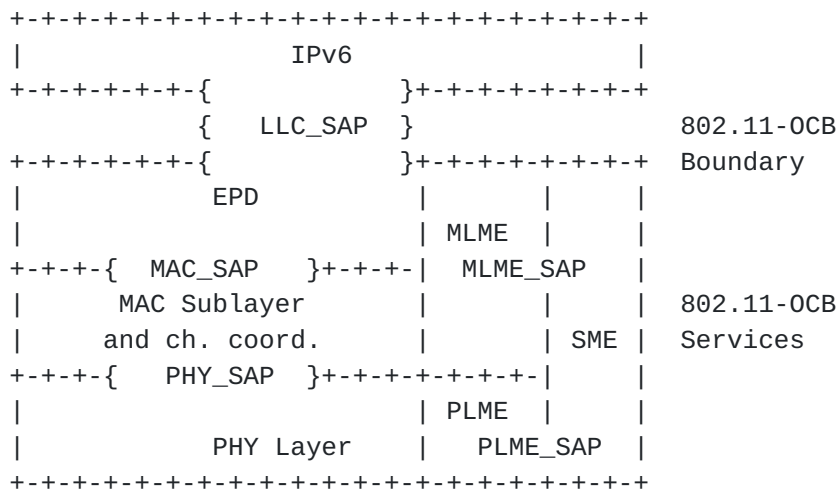 +-+-+-+-+-+-+-+-+-+-+-+-+-+-+-+-+-+-+-+-+
|                 IPv6                  |
+-+-+-+-+-+-{            }+-+-+-+-+-+-+-+
            {   LLC_SAP  }                 802.11-OCB
+-+-+-+-+-+-{            }+-+-+-+-+-+-+-+  Boundary
|            EPD          |       |     |
|                         | MLME  |     |
+-+-+-{  MAC_SAP   }+-+-+-|  MLME_SAP   |
|      MAC Sublayer       |       |     |  802.11-OCB
|     and ch. coord.      |       | SME |  Services
+-+-+-{   PHY_SAP  }+-+-+-+-+-+-+-|     |
|                         | PLME  |     |
|            PHY Layer    |   PLME_SAP  |
+-+-+-+-+-+-+-+-+-+-+-+-+-+-+-+-+-+-+-+-+